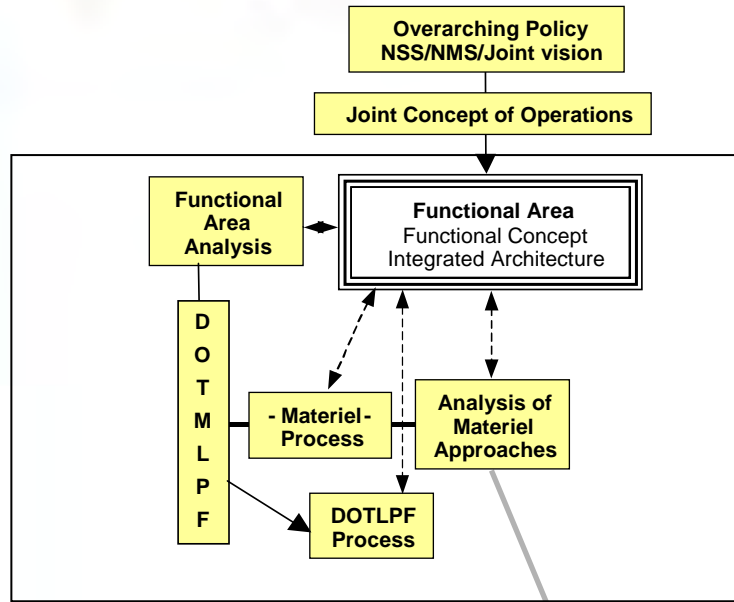 Overarching Policy
NSS/NMS/Joint vision
Joint Concept of Operations
Functional
Area
Analysis
Functional Area
Functional Concept
Integrated Architecture
D
O
T
M
L
P
F
- Materiel-
Process
Analysis of
Materiel
Approaches
DOTLPF
Process